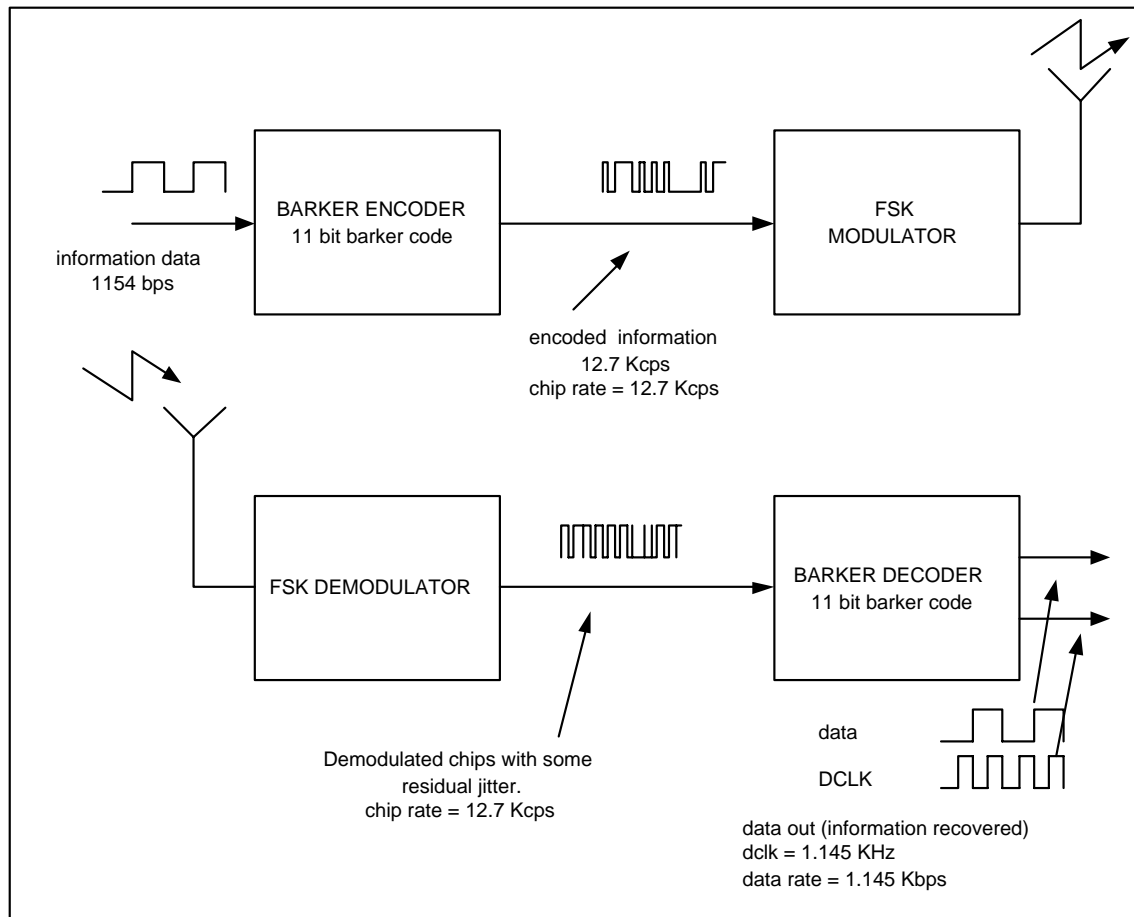 BARKER ENCODER
11 bit barker code
FSK
MODULATOR
information data
1154 bps
encoded information
12.7 Kcps
chip rate = 12.7 Kcps
FSK DEMODULATOR
BARKER DECODER
11 bit barker code
Demodulated chips with some
residual jitter.
chip rate = 12.7 Kcps
data
DCLK
data out (information recovered)
dclk = 1.145 KHz
data rate = 1.145 Kbps